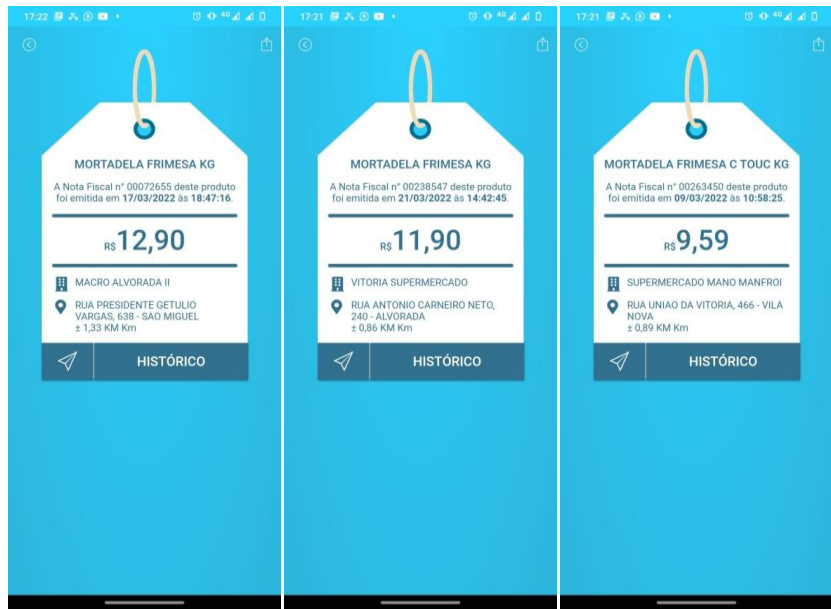 17:22
4G
MORTADELA FRIMESA KG
A Nota Fiscal n° 00072655 deste produto
foi emitida em 17/03/2022 às 18:47:16.
R$12,90
MACRO ALVORADA II
RUA PRESIDENTE GETULIO
VARGAS, 638 - SAO MIGUEL
± 1,33 KM Km
HISTÓRICO
17:21
4G
MORTADELA FRIMESA KG
A Nota Fiscal n° 00238547 deste produto
foi emitida em 21/03/2022 às 14:42:45.
R$11,90
VITORIA SUPERMERCADO
RUA ANTONIO CARNEIRO NETO,
240 - ALVORADA
± 0,86 KM Km
HISTÓRICO
17:21
4G
MORTADELA FRIMESA C TOUC KG
A Nota Fiscal n° 00263450 deste produto
foi emitida em 09/03/2022 às 10:58:25.
R$9,59
SUPERMERCADO MANO MANFROI
RUA UNIAO DA VITORIA, 466 - VILA
NOVA
± 0,89 KM Km
HISTÓRICO